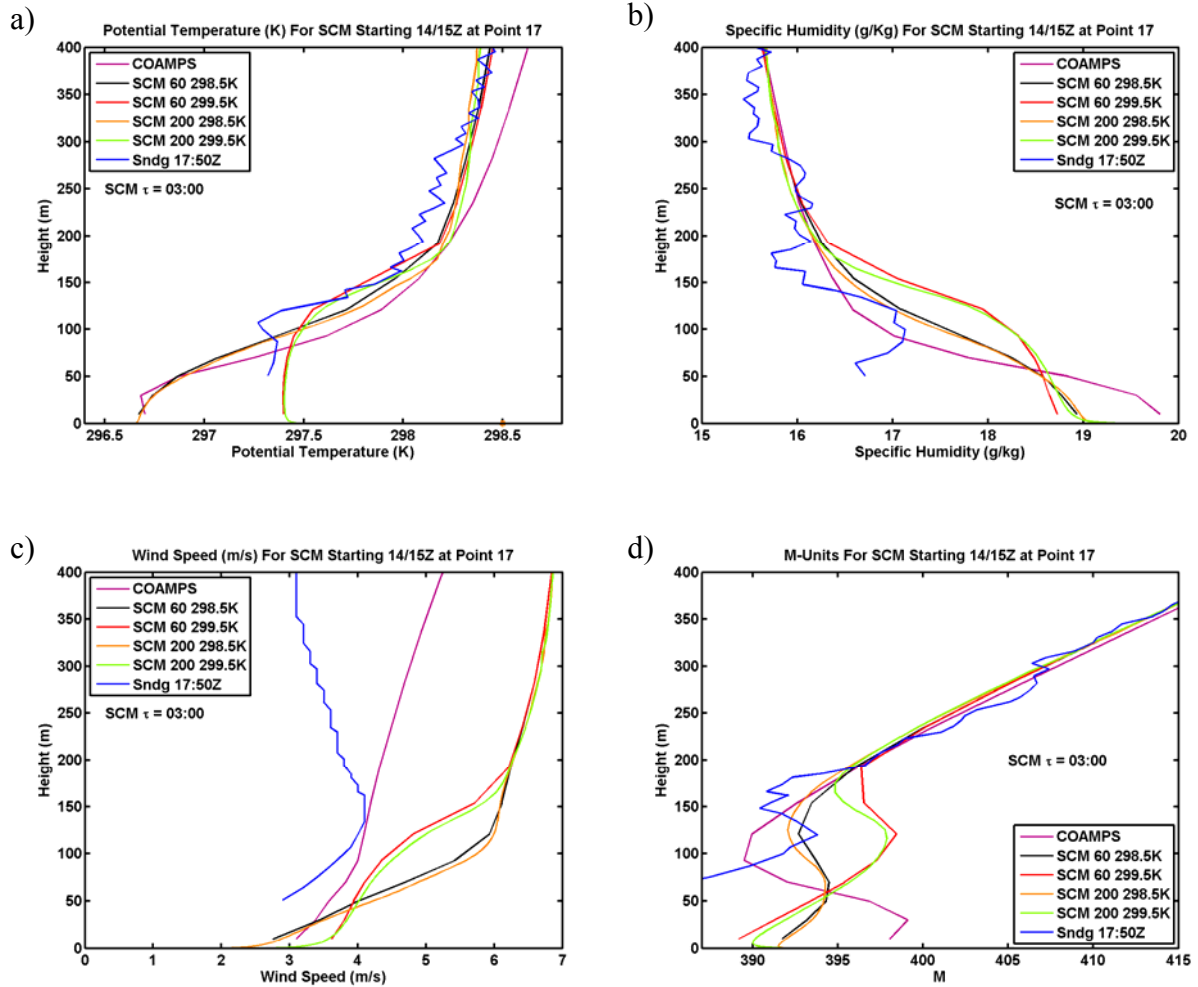 a)
Potential Temperature (K) For SCM Starting 14/15Z at Point 17
400
350
300
250
200
150
100
50
0
Height (m)
COAMPS
SCM 60 298.5K
SCM 60 299.5K
SCM 200 298.5K
SCM 200 299.5K
Sndg 17:50Z
SCM τ = 03:00
296.5 297 297.5 298 298.5
Potential Temperature (K)
b)
Specific Humidity (g/Kg) For SCM Starting 14/15Z at Point 17
400
350
300
250
200
150
100
50
0
Height (m)
COAMPS
SCM 60 298.5K
SCM 60 299.5K
SCM 200 298.5K
SCM 200 299.5K
Sndg 17:50Z
SCM τ = 03:00
15 16 17 18 19 20
Specific Humidity (g/kg)
c)
Wind Speed (m/s) For SCM Starting 14/15Z at Point 17
400
350
300
250
200
150
100
50
0
Height (m)
COAMPS
SCM 60 298.5K
SCM 60 299.5K
SCM 200 298.5K
SCM 200 299.5K
Sndg 17:50Z
SCM τ = 03:00
0 1 2 3 4 5 6 7
Wind Speed (m/s)
d)
M-Units For SCM Starting 14/15Z at Point 17
400
350
300
250
200
150
100
50
0
Height (m)
SCM τ = 03:00
COAMPS
SCM 60 298.5K
SCM 60 299.5K
SCM 200 298.5K
SCM 200 299.5K
Sndg 17:50Z
390 395 400 405 410 415
M